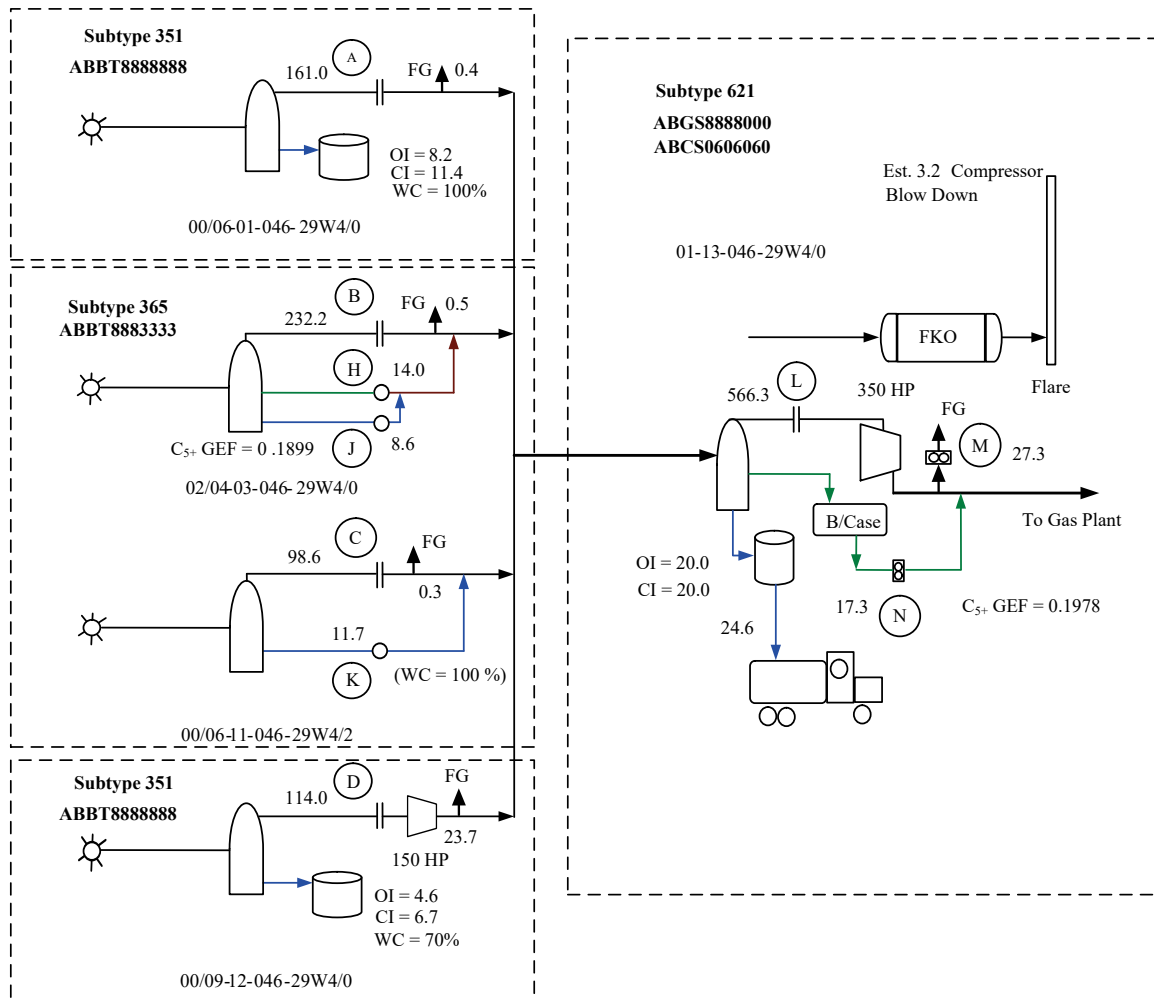 Subtype 351
ABBT8888888
161.0
A
FG
0.4
OI = 8.2
CI = 11.4
WC = 100%
00/06-01-046- 29W4/0
Subtype 365
ABBT8883333
232.2
B
FG
0.5
H
14.0
J
8.6
C5+ GEF = 0 .1899
02/04-03-046- 29W4/0
98.6
C
FG
0.3
11.7
K
(WC = 100 %)
00/06-11-046-29W4/2
Subtype 351
ABBT8888888
114.0
D
FG
23.7
150 HP
OI = 4.6
CI = 6.7
WC = 70%
00/09-12-046-29W4/0
Subtype 621
ABGS8888000
ABCS0606060
Est. 3.2 Compressor
Blow Down
01-13-046-29W4/0
FKO
Flare
566.3
L
350 HP
FG
M
27.3
To Gas Plant
B/Case
OI = 20.0
CI = 20.0
17.3
N
C5+ GEF = 0.1978
24.6